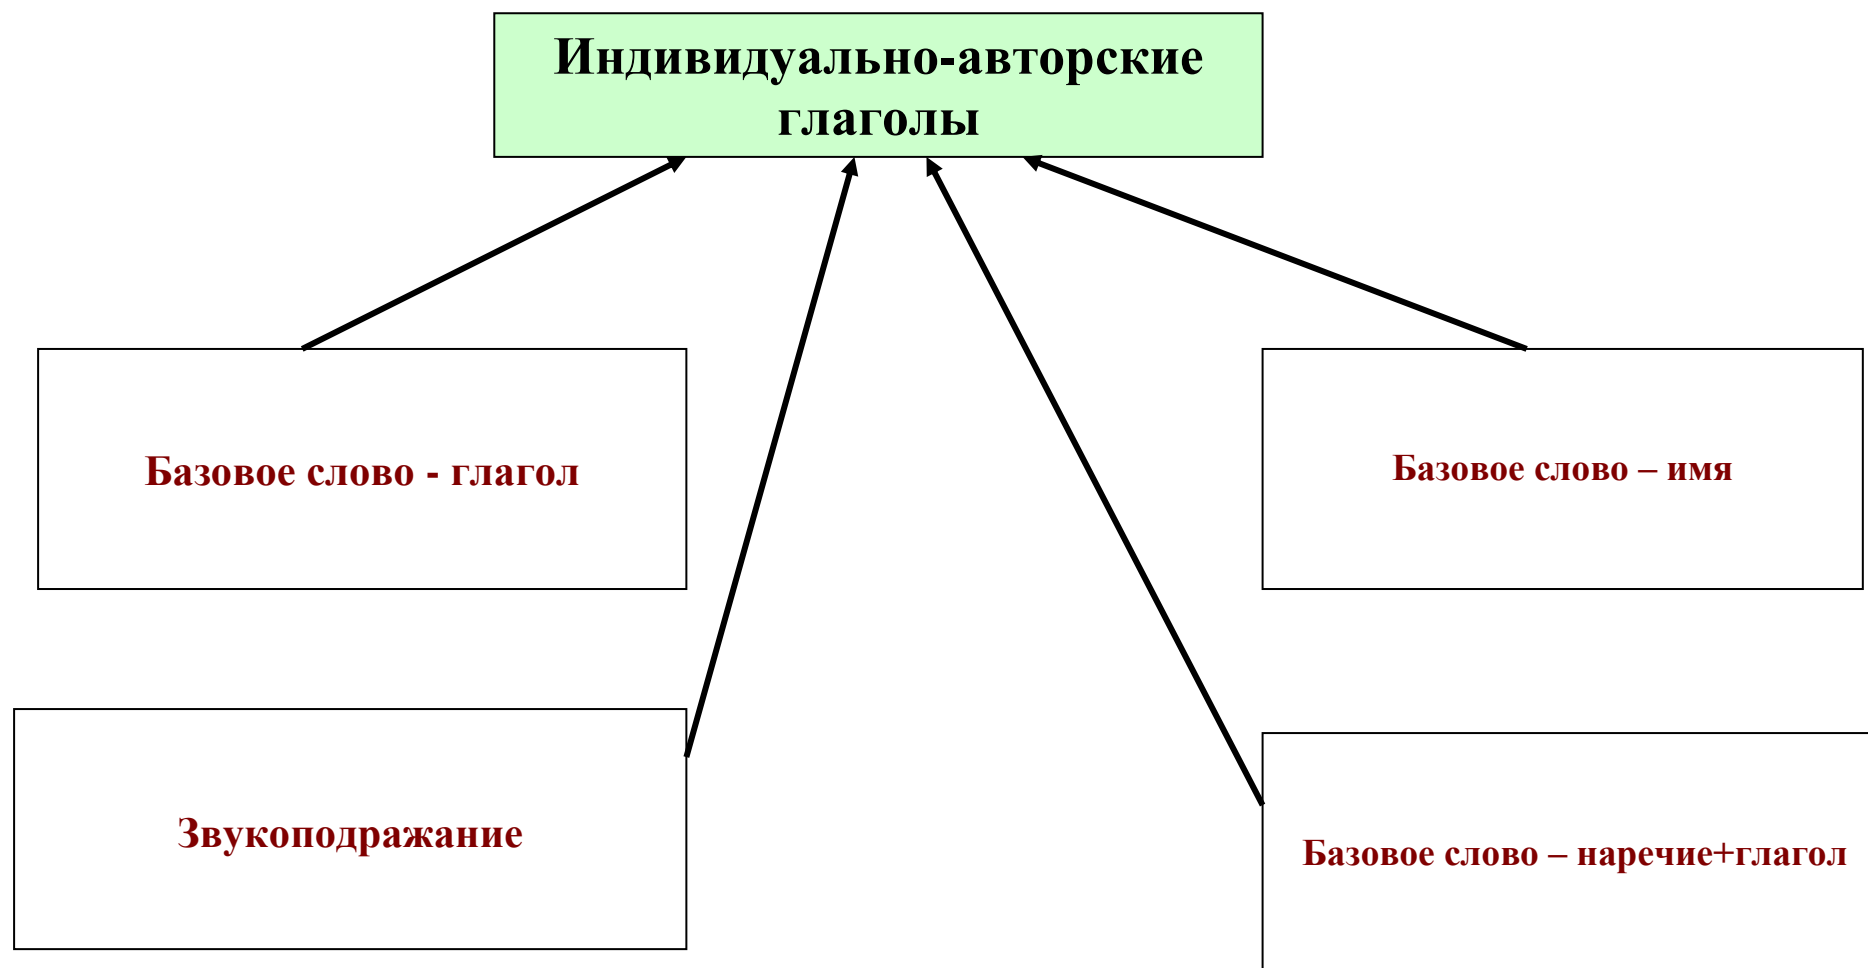 Индивидуально-авторские
глаголы
Базовое слово - глагол
Базовое слово – имя
Звукоподражание
Базовое слово – наречие+глагол